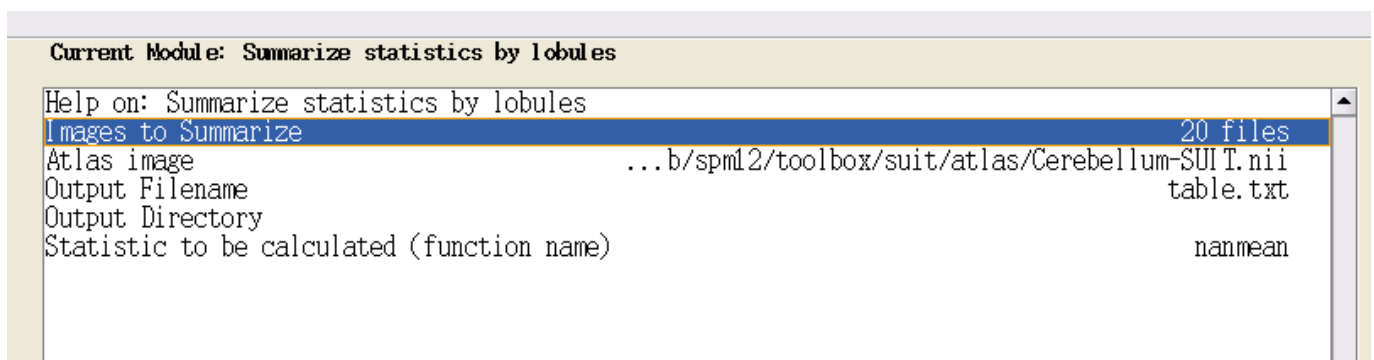 Current Module: Summarize statistics by lobules
Help on: Summarize statistics by lobules
Images to Summarize 20 files
Atlas image ...b/spm12/toolbox/suit/atlas/Cerebellum-SUIT.nii
Output Filename table.txt
Output Directory
Statistic to be calculated (function name) nanmean